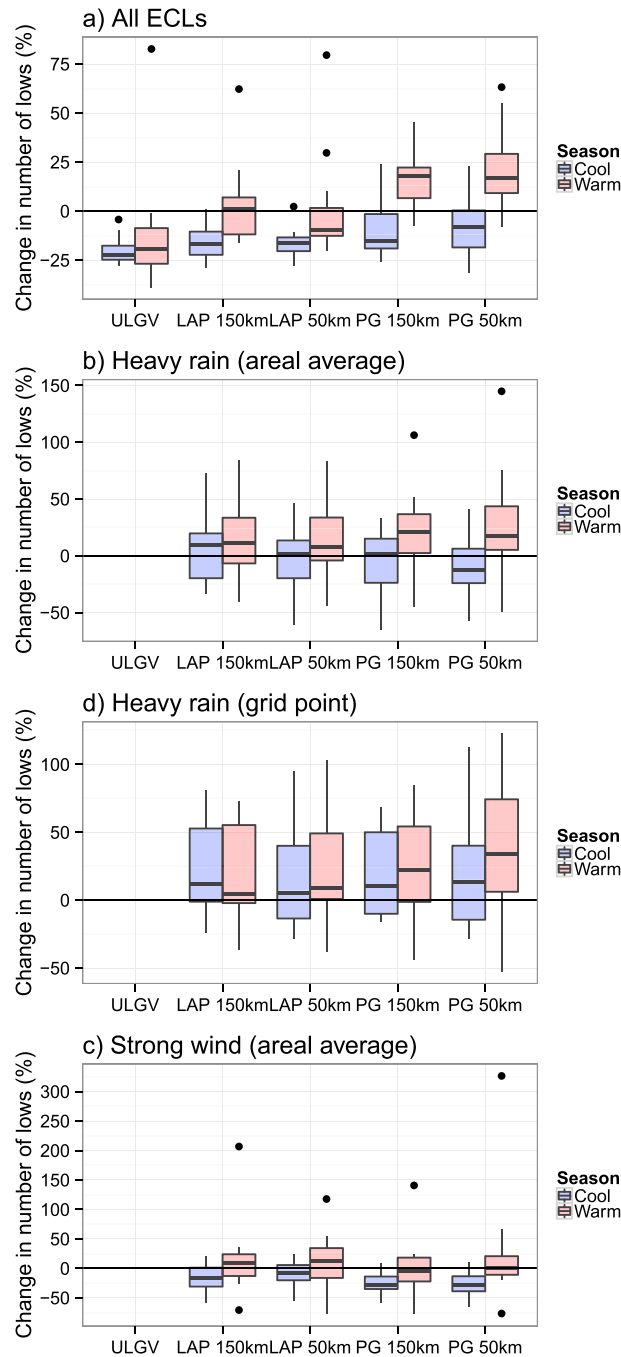 a) All ECLs
Change in number of lows (%)
75
50
25
0
−25
ULGV LAP 150km LAP 50km PG 150km PG 50km
Season
Cool
Warm
b) Heavy rain (areal average)
Change in number of lows (%)
150
100
50
0
−50
ULGV LAP 150km LAP 50km PG 150km PG 50km
Season
Cool
Warm
d) Heavy rain (grid point)
Change in number of lows (%)
100
50
0
−50
ULGV LAP 150km LAP 50km PG 150km PG 50km
Season
Cool
Warm
c) Strong wind (areal average)
Change in number of lows (%)
300
250
200
150
100
50
0
−50
ULGV LAP 150km LAP 50km PG 150km PG 50km
Season
Cool
Warm